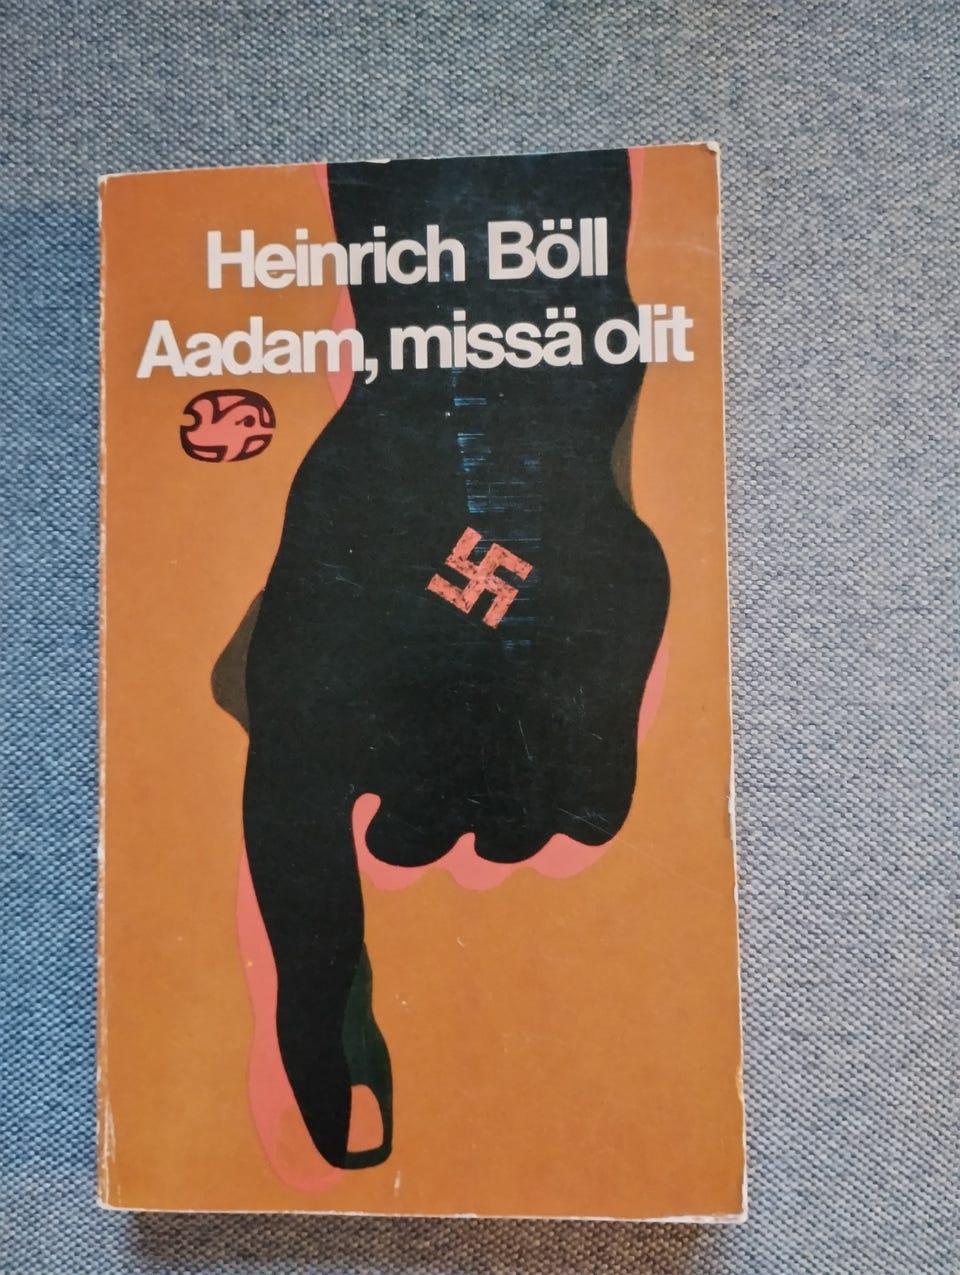 Heinrich Böll
Aadam, missä olit